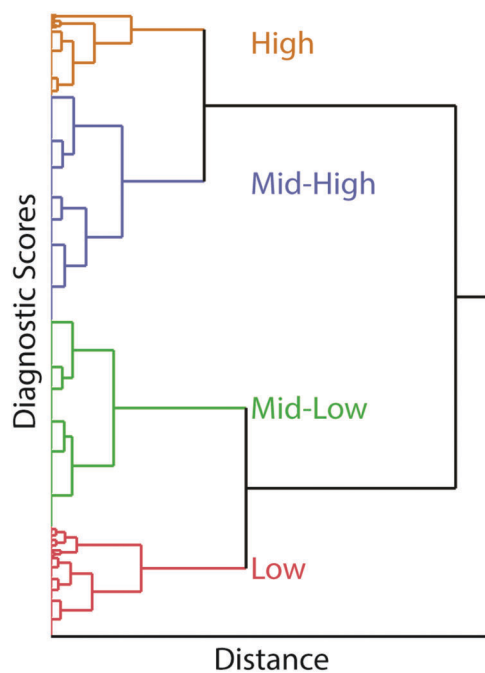 High
Mid-High
Diagnostic Scores
Mid-Low
Low
Distance